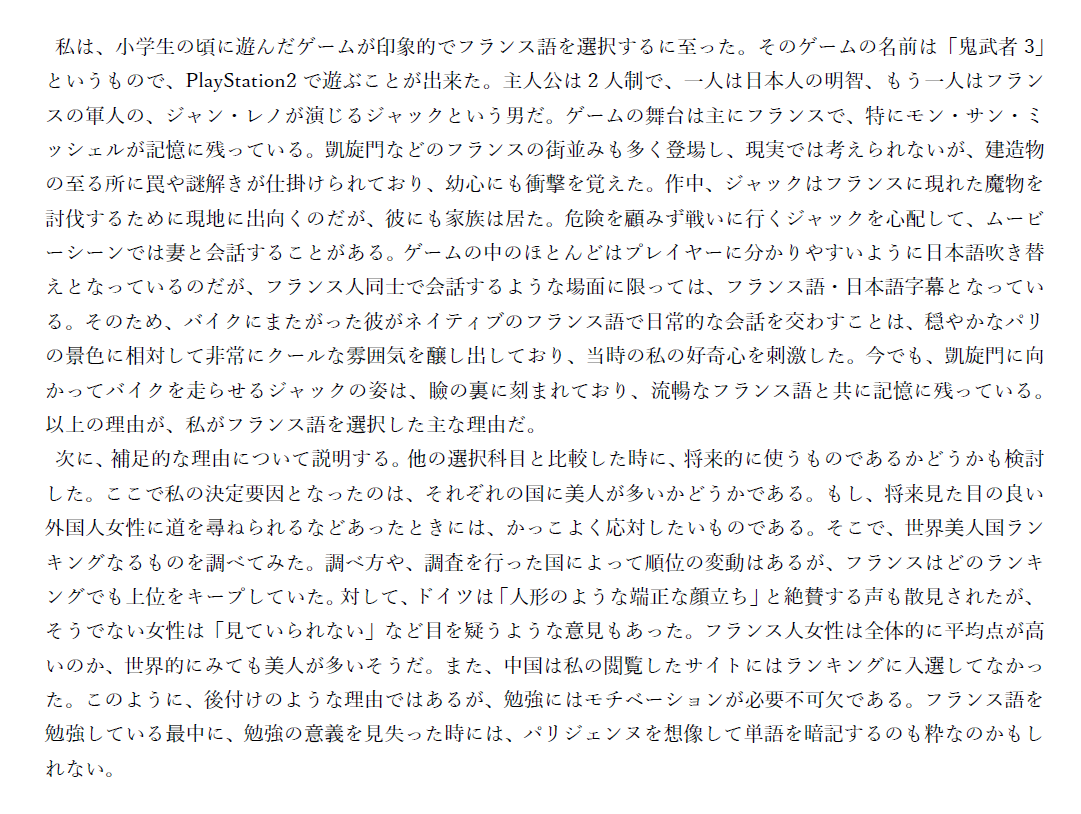 私は、小学生の頃に遊んだゲームが印象的でフランス語を選択するに至った。そのゲームの名前は「鬼武者 3」
というもので、PlayStation2 で遊ぶことが出来た。主人公は 2 人制で、一人は日本人の明智、もう一人はフラン
スの軍人の、ジャン・レノが演じるジャックという男だ。ゲームの舞台は主にフランスで、特にモン・サン・ミ
ッシェルが記憶に残っている。凱旋門などのフランスの街並みも多く登場し、現実では考えられないが、建造物
の至る所に罠や謎解きが仕掛けられており、幼心にも衝撃を覚えた。作中、ジャックはフランスに現れた魔物を
討伐するために現地に出向くのだが、彼にも家族は居た。危険を顧みず戦いに行くジャックを心配して、ムービ
ーシーンでは妻と会話することがある。ゲームの中のほとんどはプレイヤーに分かりやすいように日本語吹き替
えとなっているのだが、フランス人同士で会話するような場面に限っては、フランス語・日本語字幕となってい
る。そのため、バイクにまたがった彼がネイティブのフランス語で日常的な会話を交わすことは、穏やかなパリ
の景色に相対して非常にクールな雰囲気を醸し出しており、当時の私の好奇心を刺激した。今でも、凱旋門に向
かってバイクを走らせるジャックの姿は、瞼の裏に刻まれており、流暢なフランス語と共に記憶に残っている。
以上の理由が、私がフランス語を選択した主な理由だ。
次に、補足的な理由について説明する。他の選択科目と比較した時に、将来的に使うものであるかどうかも検討
した。ここで私の決定要因となったのは、それぞれの国に美人が多いかどうかである。もし、将来見た目の良い
外国人女性に道を尋ねられるなどあったときには、かっこよく応対したいものである。そこで、世界美人国ラン
キングなるものを調べてみた。調べ方や、調査を行った国によって順位の変動はあるが、フランスはどのランキ
ングでも上位をキープしていた。対して、ドイツは「人形のような端正な顔立ち」と絶賛する声も散見されたが、
そうでない女性は「見ていられない」など目を疑うような意見もあった。フランス人女性は全体的に平均点が高
いのか、世界的にみても美人が多いそうだ。また、中国は私の閲覧したサイトにはランキングに入選してなかっ
た。このように、後付けのような理由ではあるが、勉強にはモチベーションが必要不可欠である。フランス語を
勉強している最中に、勉強の意義を見失った時には、パリジェンヌを想像して単語を暗記するのも粋なのかもし
れない。